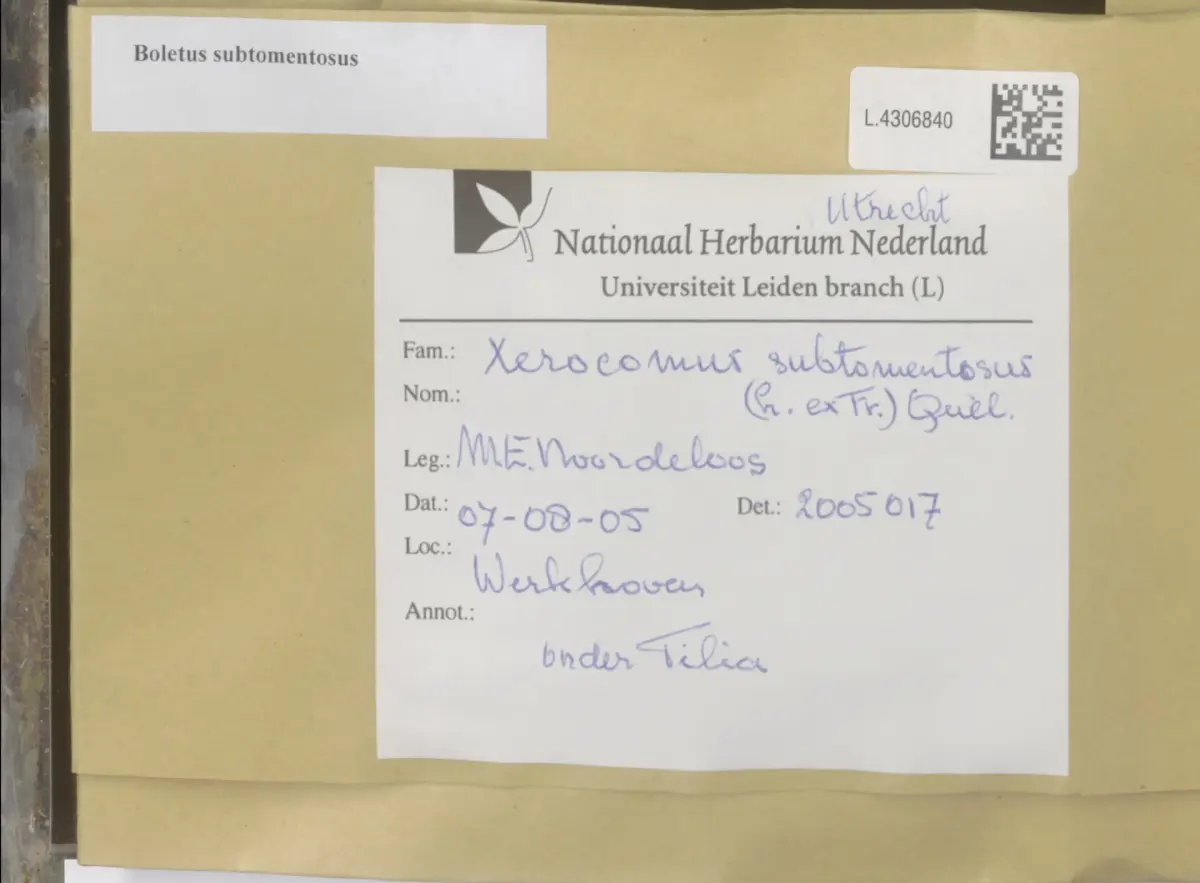 Boletus subtomentosus
L.4306840
Utrecht
Nationaal Herbarium Nederland
Universiteit Leiden branch (L)
Fam.: Xerocomus subtomentosus
Nom.: (L. ex Fr.) Quél.
Leg.: M.E. Noordeloos
Dat.: 07-08-05 Det.: 2005017
Loc.: Werkhoven
Annot.:
onder Tilia